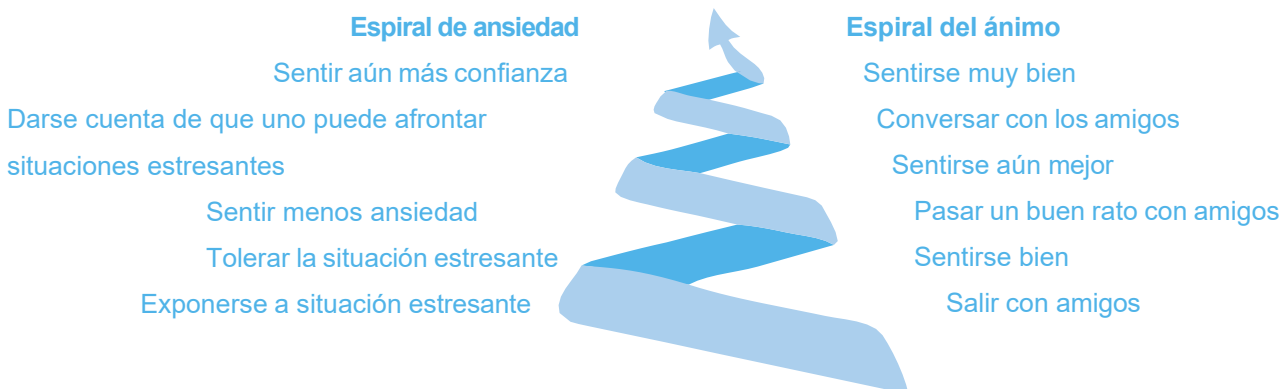 Espiral de ansiedad
Sentir aún más confianza
Darse cuenta de que uno puede afrontar
situaciones estresantes
Sentir menos ansiedad
Tolerar la situación estresante
Exponerse a situación estresante
Espiral del ánimo
Sentirse muy bien
Conversar con los amigos
Sentirse aún mejor
Pasar un buen rato con amigos
Sentirse bien
Salir con amigos